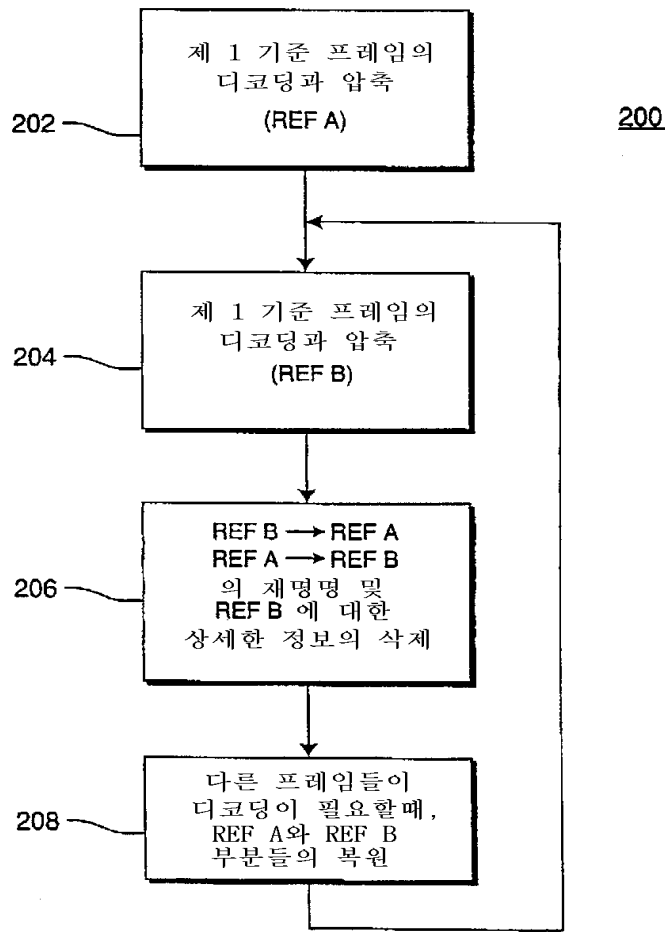 제 1 기준 프레임의
디코딩과 압축
(REF A)
202
200
제 1 기준 프레임의
디코딩과 압축
(REF B)
204
REF B → REF A
REF A → REF B
의 재명명 및
REF B 에 대한
상세한 정보의 삭제
206
다른 프레임들이
디코딩이 필요할때,
REF A와 REF B
부분들의 복원
208